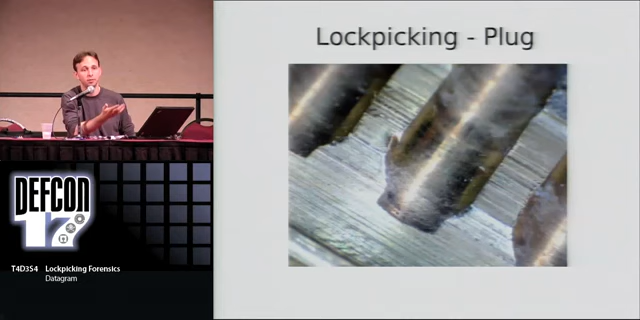 Lockpicking - Plug
DEFCON
17
T4D3S4 Lockpicking Forensics
Datagram